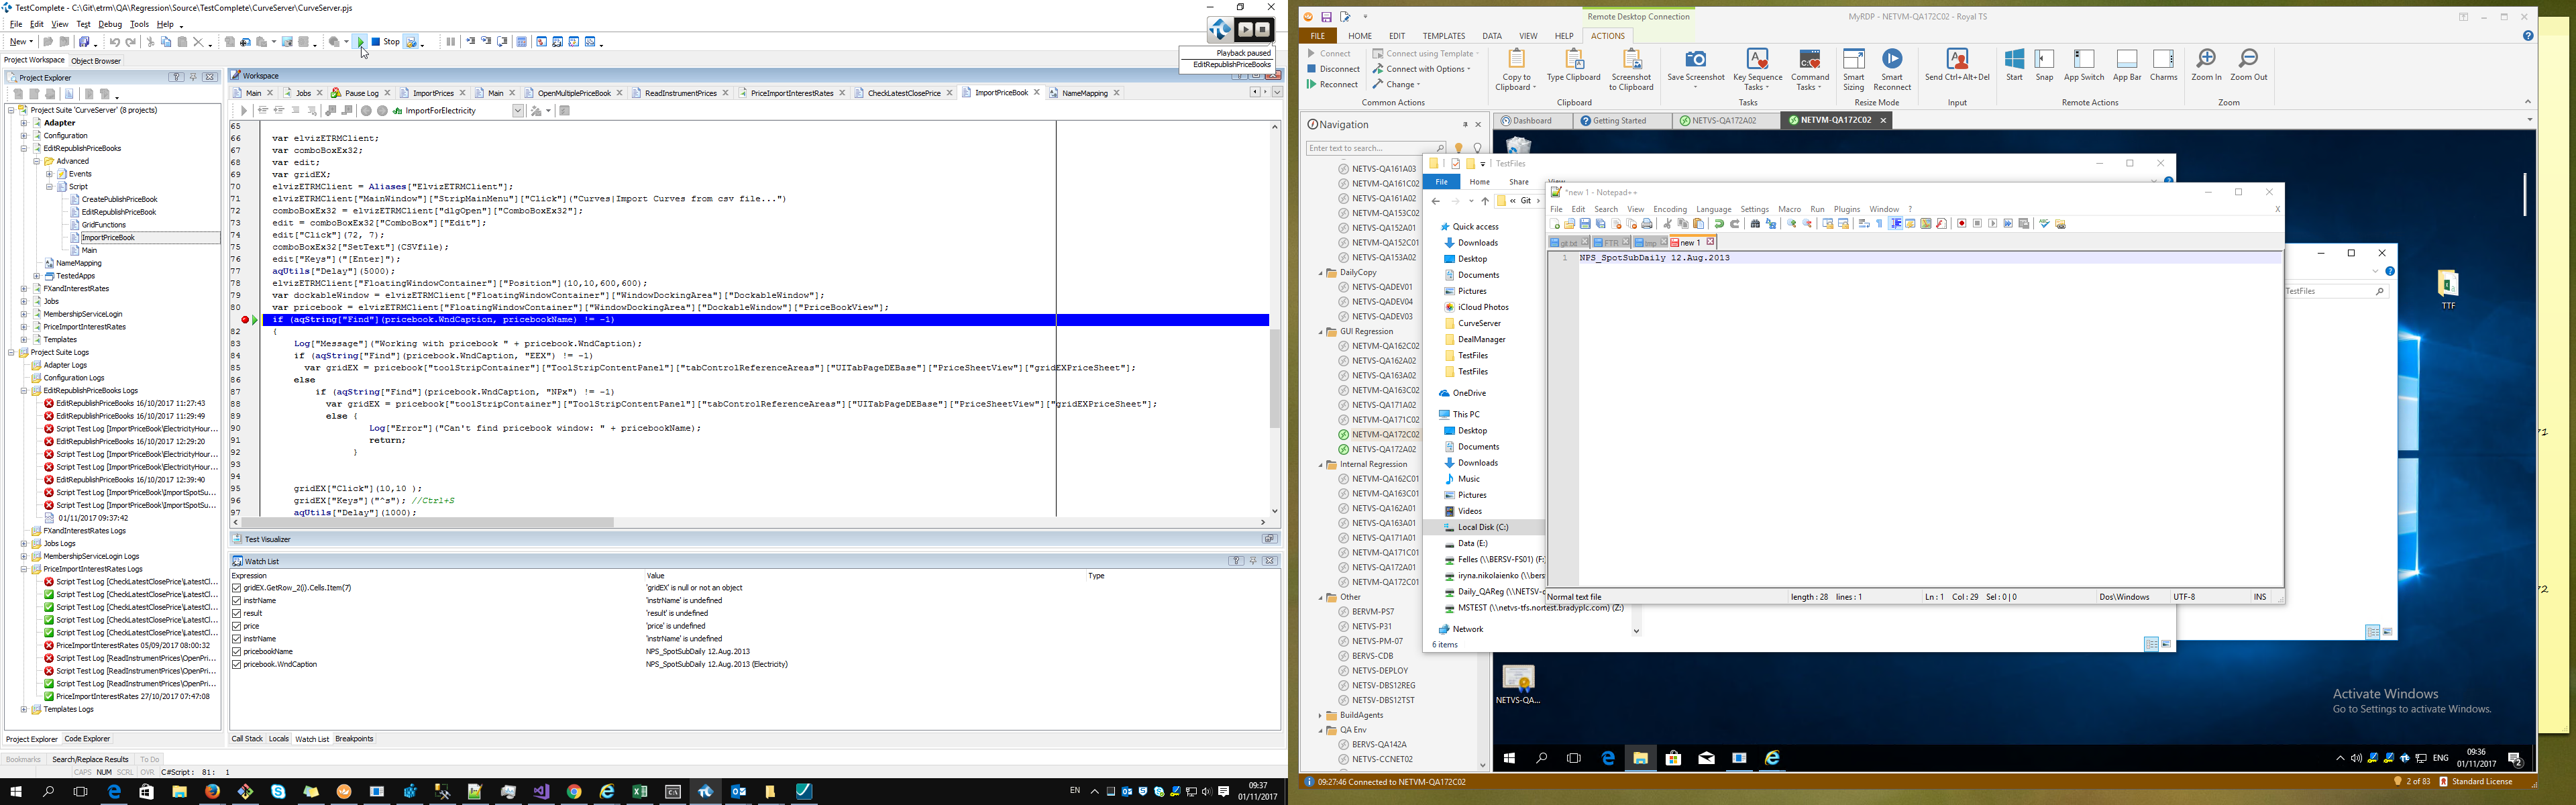 TestComplete - C:\Git\etrm\QA\Regression\Source\TestComplete\CurveServer\CurveServer.pjs
File Edit View Test Debug Tools Help
New
Stop
Playback paused
EditRepublishPriceBooks
Project Workspace Object Browser
Project Explorer
Project Suite 'CurveServer' (8 projects)
Adapter
Configuration
EditRepublishPriceBooks
Advanced
Events
Script
CreatePublishPriceBook
EditRepublishPriceBook
GridFunctions
ImportPriceBook
Main
NameMapping
TestedApps
FXandInterestRates
Jobs
MembershipServiceLogin
PriceImportInterestRates
Templates
Project Suite Logs
Adapter Logs
Configuration Logs
EditRepublishPriceBooks Logs
EditRepublishPriceBooks 16/10/2017 11:27:43
EditRepublishPriceBooks 16/10/2017 11:29:49
Script Test Log [ImportPriceBook\ElectricityHour...
EditRepublishPriceBooks 16/10/2017 12:29:20
Script Test Log [ImportPriceBook\ElectricityHour...
Script Test Log [ImportPriceBook\ElectricityHour...
EditRepublishPriceBooks 16/10/2017 12:39:40
Script Test Log [ImportPriceBook\ImportSpotSu...
Script Test Log [ImportPriceBook\ImportSpotSu...
01/11/2017 09:37:42
FXandInterestRates Logs
Jobs Logs
MembershipServiceLogin Logs
PriceImportInterestRates Logs
Script Test Log [CheckLatestClosePrice\LatestCl...
Script Test Log [CheckLatestClosePrice\LatestCl...
Script Test Log [CheckLatestClosePrice\LatestCl...
Script Test Log [CheckLatestClosePrice\LatestCl...
Script Test Log [CheckLatestClosePrice\LatestCl...
PriceImportInterestRates 05/09/2017 08:00:32
Script Test Log [ReadInstrumentPrices\OpenPri...
Script Test Log [ReadInstrumentPrices\OpenPri...
Script Test Log [ReadInstrumentPrices\OpenPri...
PriceImportInterestRates 27/10/2017 07:47:08
Templates Logs
Project Explorer Code Explorer
Bookmarks Search/Replace Results To Do
CAPS NUM SCRL OVR C#Script : 81: 1
Workspace
Main Jobs Pause Log ImportPrices Main OpenMultiplePriceBook ReadInstrumentPrices PriceImportInterestRates CheckLatestClosePrice ImportPriceBook NameMapping
ImportForElectricity
65
66 var elvizETRMClient;
67 var comboBoxEx32;
68 var edit;
69 var gridEX;
70 elvizETRMClient = Aliases["ElvizETRMClient"];
71 elvizETRMClient["MainWindow"]["StripMainMenu"]["Click"]("Curves|Import Curves from csv file...")
72 comboBoxEx32 = elvizETRMClient["dlgOpen"]["ComboBoxEx32"];
73 edit = comboBoxEx32["ComboBox"]["Edit"];
74 edit["Click"](72, 7);
75 comboBoxEx32["SetText"](CSVfile);
76 edit["Keys"]("[Enter]");
77 aqUtils["Delay"](5000);
78 elvizETRMClient["FloatingWindowContainer"]["Position"](10,10,600,600);
79 var dockableWindow = elvizETRMClient["FloatingWindowContainer"]["WindowDockingArea"]["DockableWindow"];
80 var pricebook = elvizETRMClient["FloatingWindowContainer"]["WindowDockingArea"]["DockableWindow"]["PriceBookView"];
if (aqString["Find"](pricebook.WndCaption, pricebookName) != -1)
82 {
83 Log["Message"]("Working with pricebook " + pricebook.WndCaption);
84 if (aqString["Find"](pricebook.WndCaption, "EEX") != -1)
85 var gridEX = pricebook["toolStripContainer"]["ToolStripContentPanel"]["tabControlReferenceAreas"]["UITabPageDEBase"]["PriceSheetView"]["gridEXPriceSheet"];
86 else
87 if (aqString["Find"](pricebook.WndCaption, "NPx") != -1)
88 var gridEX = pricebook["toolStripContainer"]["ToolStripContentPanel"]["tabControlReferenceAreas"]["UITabPageDEBase"]["PriceSheetView"]["gridEXPriceSheet"];
89 else {
90 Log["Error"]("Can't find pricebook window: " + pricebookName);
91 return;
92 }
93
94
95 gridEX["Click"](10,10 );
96 gridEX["Keys"]("^s"); //Ctrl+S
97 aqUtils["Delay"](1000);
Test Visualizer
Watch List
Expression Value Type
gridEX.GetRow_2(i).Cells.Item(7) 'gridEX' is null or not an object
instrName 'instrName' is undefined
result 'result' is undefined
price 'price' is undefined
instrName 'instrName' is undefined
pricebookName NPS_SpotSubDaily 12.Aug.2013
pricebook.WndCaption NPS_SpotSubDaily 12.Aug.2013 (Electricity)
Call Stack Locals Watch List Breakpoints
EN 09:37
01/11/2017
Remote Desktop Connection
MyRDP - NETVM-QA172C02 - Royal TS
FILE HOME EDIT TEMPLATES DATA VIEW HELP ACTIONS
Connect
Disconnect
Reconnect
Connect using Template
Connect with Options
Change
Common Actions
Copy to Clipboard
Type Clipboard
Screenshot to Clipboard
Clipboard
Save Screenshot
Key Sequence Tasks
Command Tasks
Tasks
Smart Sizing
Smart Reconnect
Resize Mode
Send Ctrl+Alt+Del
Input
Start
Snap
App Switch
App Bar
Charms
Remote Actions
Zoom In
Zoom Out
Zoom
Navigation
Enter text to search...
NETVS-QA161A03
NETVM-QA161C02
NETVS-QA161A02
NETVM-QA153C02
NETVS-QA152A01
NETVM-QA152C01
NETVS-QA153A02
DailyCopy
NETVS-QADEV01
NETVS-QADEV04
NETVS-QADEV03
GUI Regression
NETVM-QA162C02
NETVS-QA162A02
NETVS-QA163A02
NETVM-QA163C02
NETVS-QA171A02
NETVM-QA171C02
NETVM-QA172C02
NETVS-QA172A02
Internal Regression
NETVM-QA162C01
NETVM-QA163C01
NETVS-QA162A01
NETVS-QA163A01
NETVS-QA171A01
NETVM-QA171C01
NETVS-QA172A01
NETVM-QA172C01
Other
BERVM-PS7
NETVS-P31
NETVS-PM-07
BERVS-CDB
NETVS-DEPLOY
NETSV-DBS12REG
NETSV-DBS12TST
BuildAgents
QA Env
BERVS-QA142A
NETVS-CCNET02
09:27:46 Connected to NETVM-QA172C02
2 of 83 Standard License
Dashboard Getting Started NETVS-QA172A02 NETVM-QA172C02
TestFiles
File Home Share View
Git
Quick access
Downloads
Desktop
Documents
Pictures
iCloud Photos
CurveServer
DealManager
TestFiles
TestFiles
OneDrive
This PC
Desktop
Documents
Downloads
Music
Pictures
Videos
Local Disk (C:)
Data (E:)
Felles (\\BERSV-FS01) (F:)
iryna.nikolaienko (\\bers
Daily_QAReg (\\NETSV-d
MSTEST (\\netvs-tfs.nortest.bradyplc.com) (Z:)
Network
6 items
*new 1 - Notepad++
File Edit Search View Encoding Language Settings Macro Run Plugins Window ?
X
git.txt FTR tmp new 1
1 NPS_SpotSubDaily 12.Aug.2013
Normal text file length : 28 lines : 1 Ln : 1 Col : 29 Sel : 0 | 0 Dos\Windows UTF-8 INS
TestFiles
TTF
NETVS-QA...
Activate Windows
Go to Settings to activate Windows.
ENG 09:36
01/11/2017